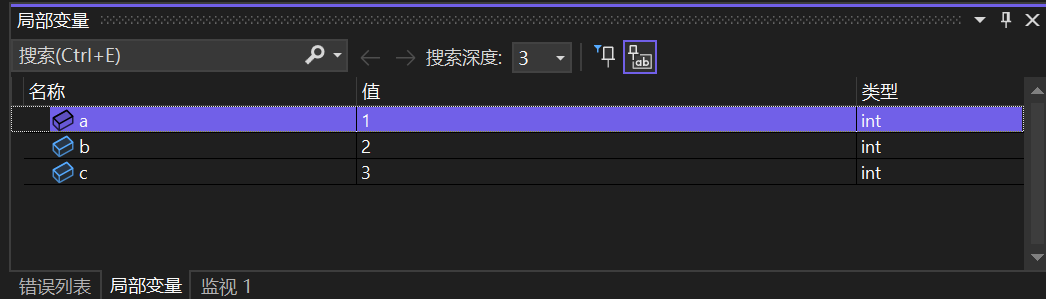 局部变量
搜索(Ctrl+E) 搜索深度: 3
名称 值 类型
a 1 int
b 2 int
c 3 int
错误列表 局部变量 监视 1